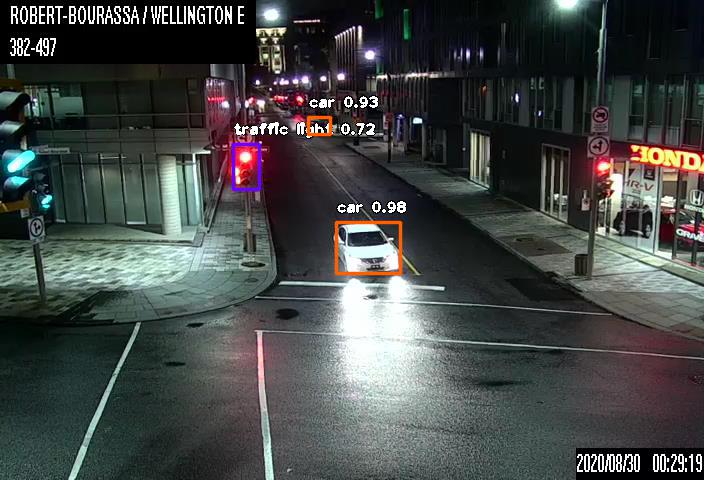 ROBERT-BOURASSA / WELLINGTON E
382-497
car 0.93
traffic light 0.72
car 0.98
HONDA
HR-V
2020/08/30 00:29:19